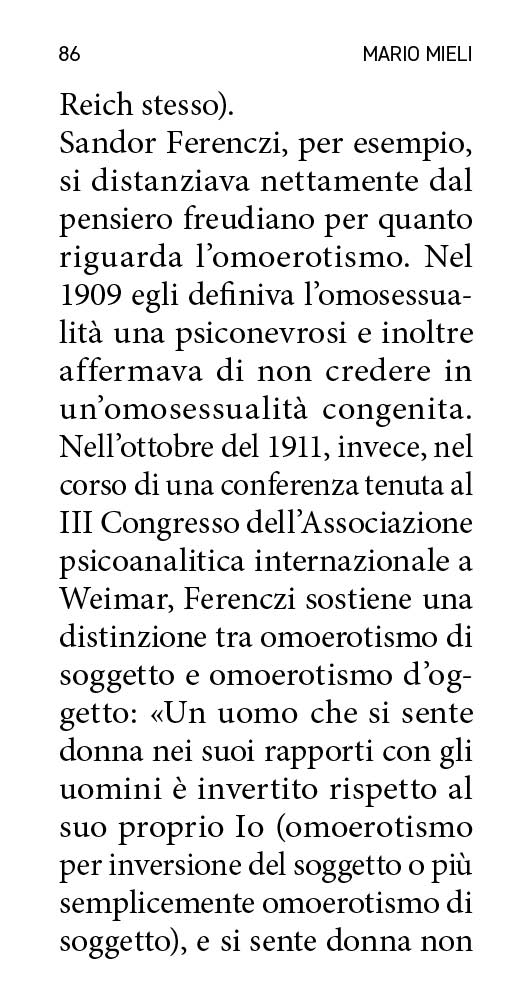 86 MARIO MIELI
Reich stesso).
Sandor Ferenczi, per esempio,
si distanziava nettamente dal
pensiero freudiano per quanto
riguarda l’omoerotismo. Nel
1909 egli definiva l’omosessua-
lità una psiconevrosi e inoltre
affermava di non credere in
un’omosessualità congenita.
Nell’ottobre del 1911, invece, nel
corso di una conferenza tenuta al
III Congresso dell’Associazione
psicoanalitica internazionale a
Weimar, Ferenczi sostiene una
distinzione tra omoerotismo di
soggetto e omoerotismo d’og-
getto: «Un uomo che si sente
donna nei suoi rapporti con gli
uomini è invertito rispetto al
suo proprio Io (omoerotismo
per inversione del soggetto o più
semplicemente omoerotismo di
soggetto), e si sente donna non